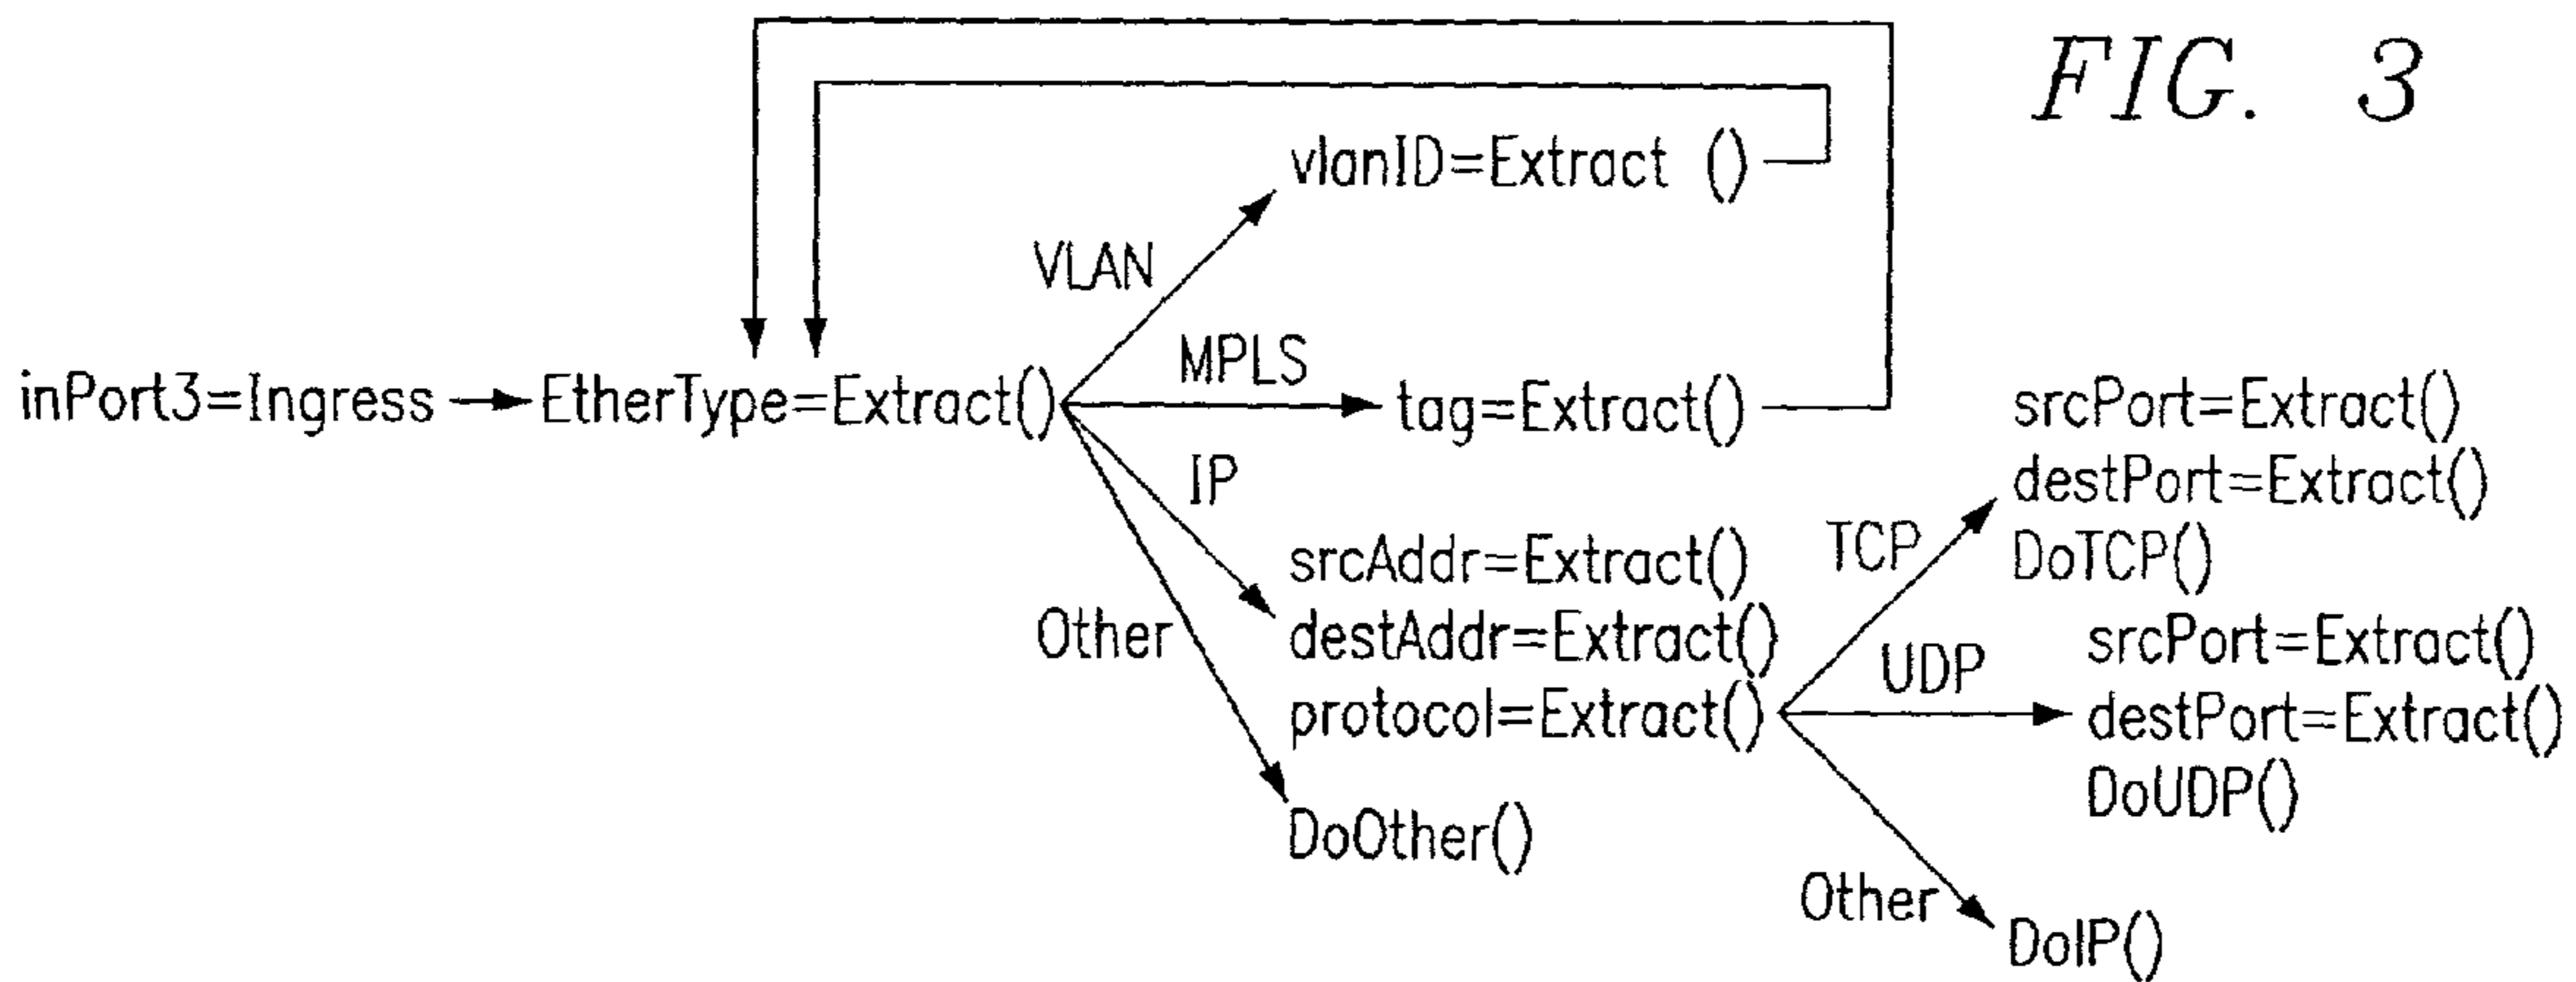 FIG. 3
vlanID=Extract ()
VLAN
MPLS
inPort3=Ingress
EtherType=Extract()
tag=Extract()
IP
Other
srcAddr=Extract()
destAddr=Extract()
protocol=Extract()
DoOther()
TCP
srcPort=Extract()
destPort=Extract()
DoTCP()
UDP
srcPort=Extract()
destPort=Extract()
DoUDP()
Other
DoIP()